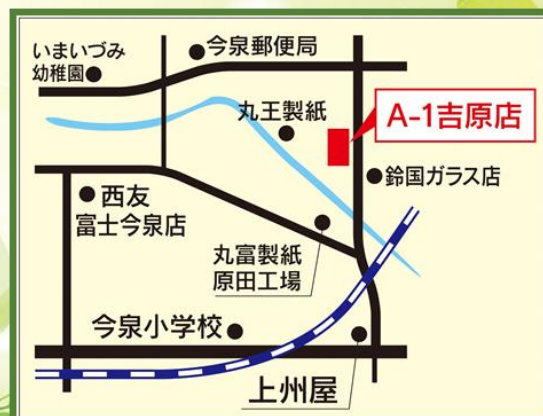 いまいづみ
幼稚園
今泉郵便局
丸王製紙
A-1吉原店
鈴国ガラス店
西友
富士今泉店
丸富製紙
原田工場
今泉小学校
上州屋